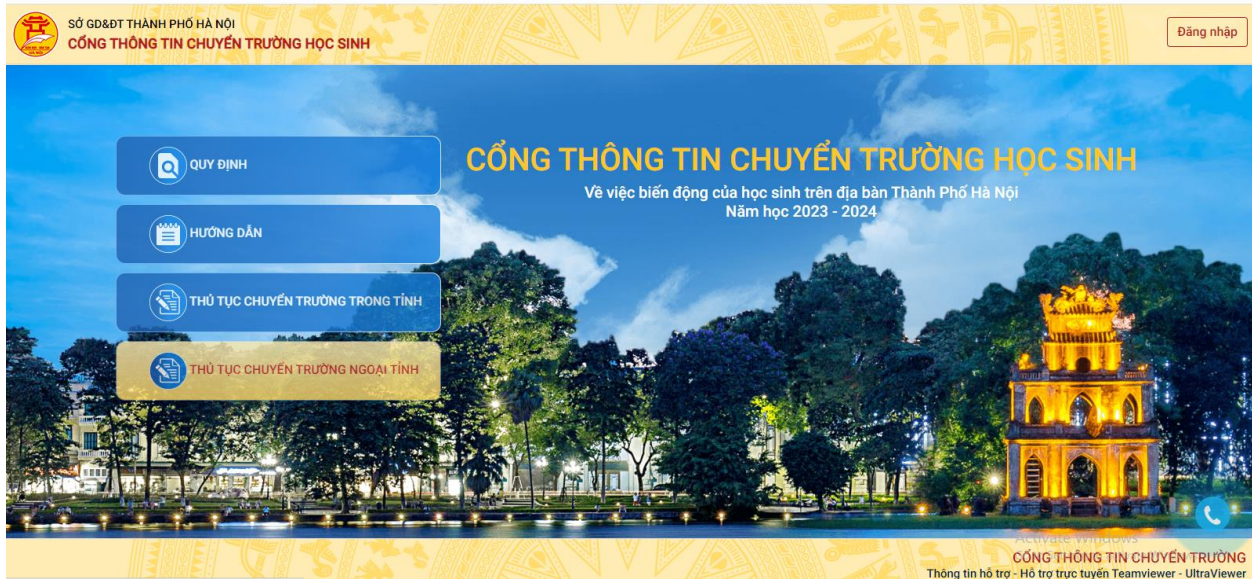 SỞ GD&ĐT THÀNH PHỐ HÀ NỘI
CỔNG THÔNG TIN CHUYỂN TRƯỜNG HỌC SINH
Đăng nhập
QUY ĐỊNH
HƯỚNG DẪN
THỦ TỤC CHUYỂN TRƯỜNG TRONG TỈNH
THỦ TỤC CHUYỂN TRƯỜNG NGOẠI TỈNH
CỔNG THÔNG TIN CHUYỂN TRƯỜNG HỌC SINH
Về việc biến động của học sinh trên địa bàn Thành Phố Hà Nội
Năm học 2023 - 2024
Activate Windows
CỔNG THÔNG TIN CHUYỂN TRƯỜNG
Thông tin hỗ trợ - Hỗ trợ trực tuyến Teamviewer - UltraViewer